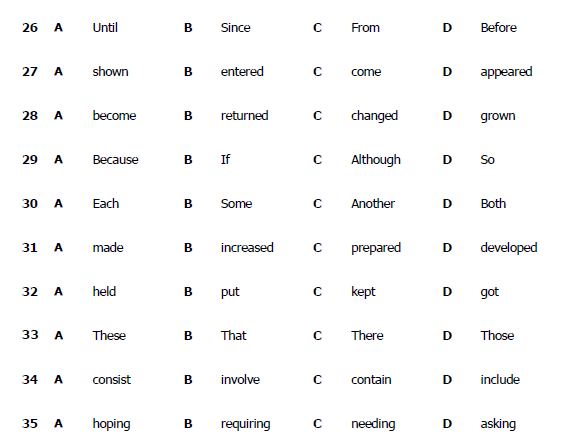 26 A Until B Since C From D Before
27 A shown B entered C come D appeared
28 A become B returned C changed D grown
29 A Because B If C Although D So
30 A Each B Some C Another D Both
31 A made B increased C prepared D developed
32 A held B put C kept D got
33 A These B That C There D Those
34 A consist B involve C contain D include
35 A hoping B requiring C needing D asking